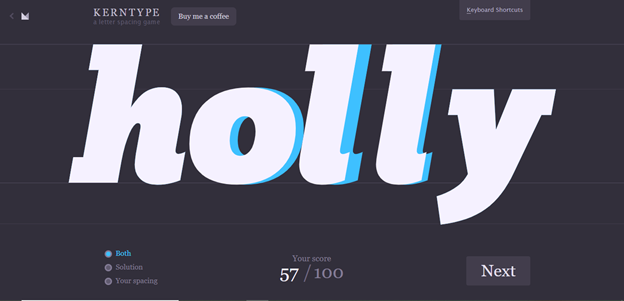 KERNTYPE
a letter spacing game
Buy me a coffee
Keyboard Shortcuts
holly
Both
Solution
Your spacing
Your score
57 / 100
Next